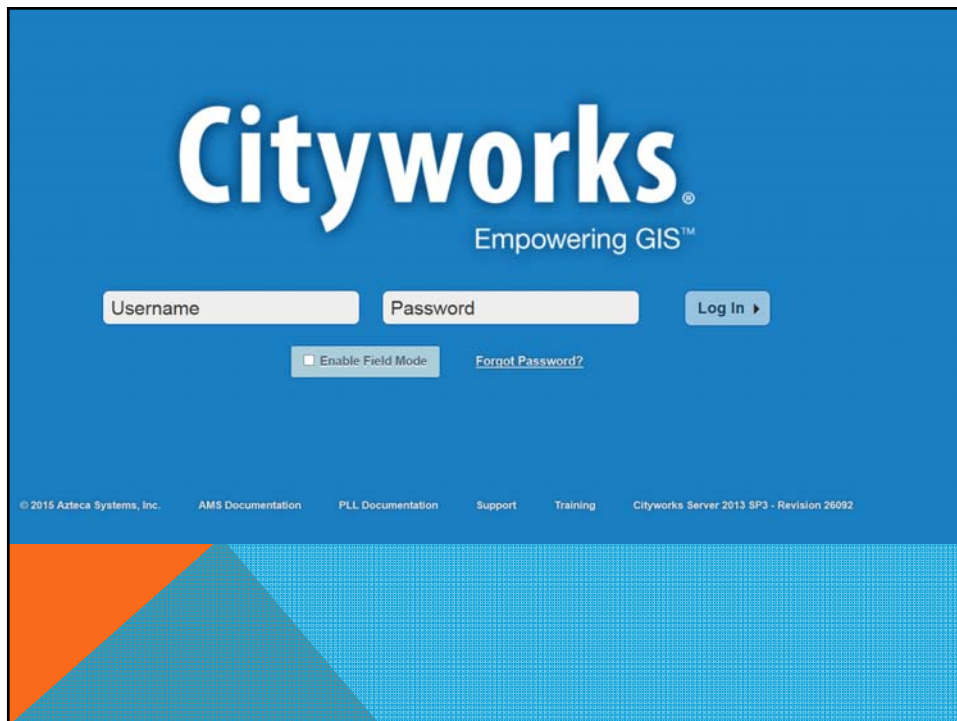 Cityworks®
Empowering GIS™
Username Password Log In
Enable Field Mode Forgot Password?
© 2015 Azteca Systems, Inc. AMS Documentation PLL Documentation Support Training Cityworks Server 2013 SP3 - Revision 26092